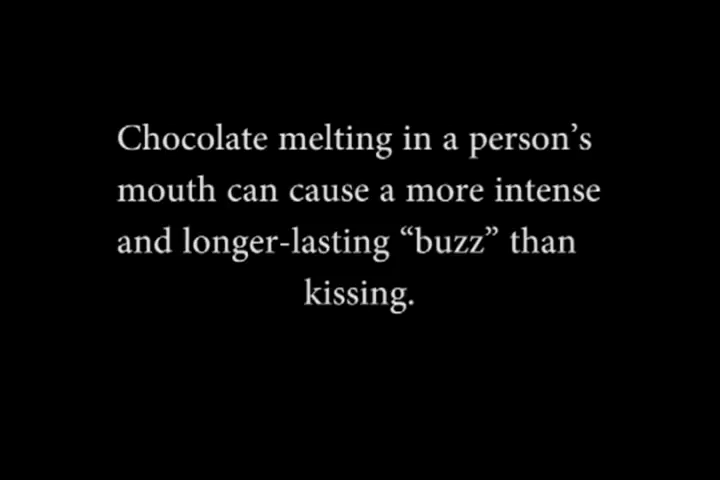 Chocolate melting in a person’s
mouth can cause a more intense
and longer-lasting “buzz” than
kissing.